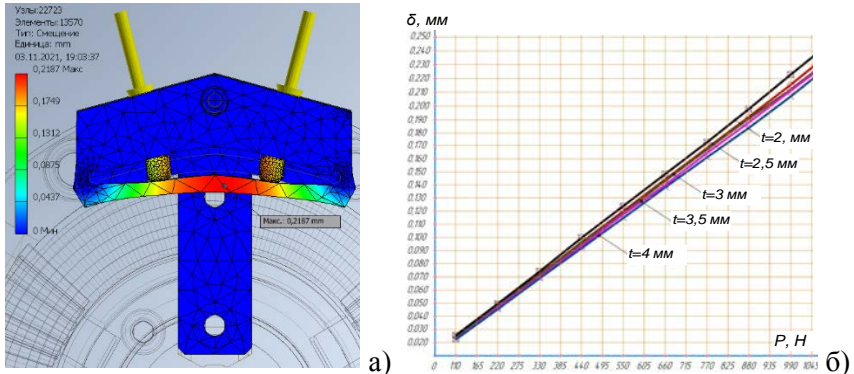 Узлы:22723
Элементы:13570
Тип: Смещение
Единица: mm
03.11.2021, 19:03:37
0,2187 Макс
0,1749
0,1312
0,0875
0,0437
0 Мин
Макс.: 0,2187 mm
а)
δ, мм
0,250
0,240
0,230
0,220
0,210
0,200
0,190
0,180
0,170
0,160
0,150
0,140
0,130
0,120
0,110
0,100
0,090
0,080
0,070
0,060
0,050
0,040
0,030
0,020
t=2, мм
t=2,5 мм
t=3 мм
t=3,5 мм
t=4 мм
P, Н
0 110 165 220 275 330 385 440 495 550 605 660 715 770 825 880 935 990 1045
б)